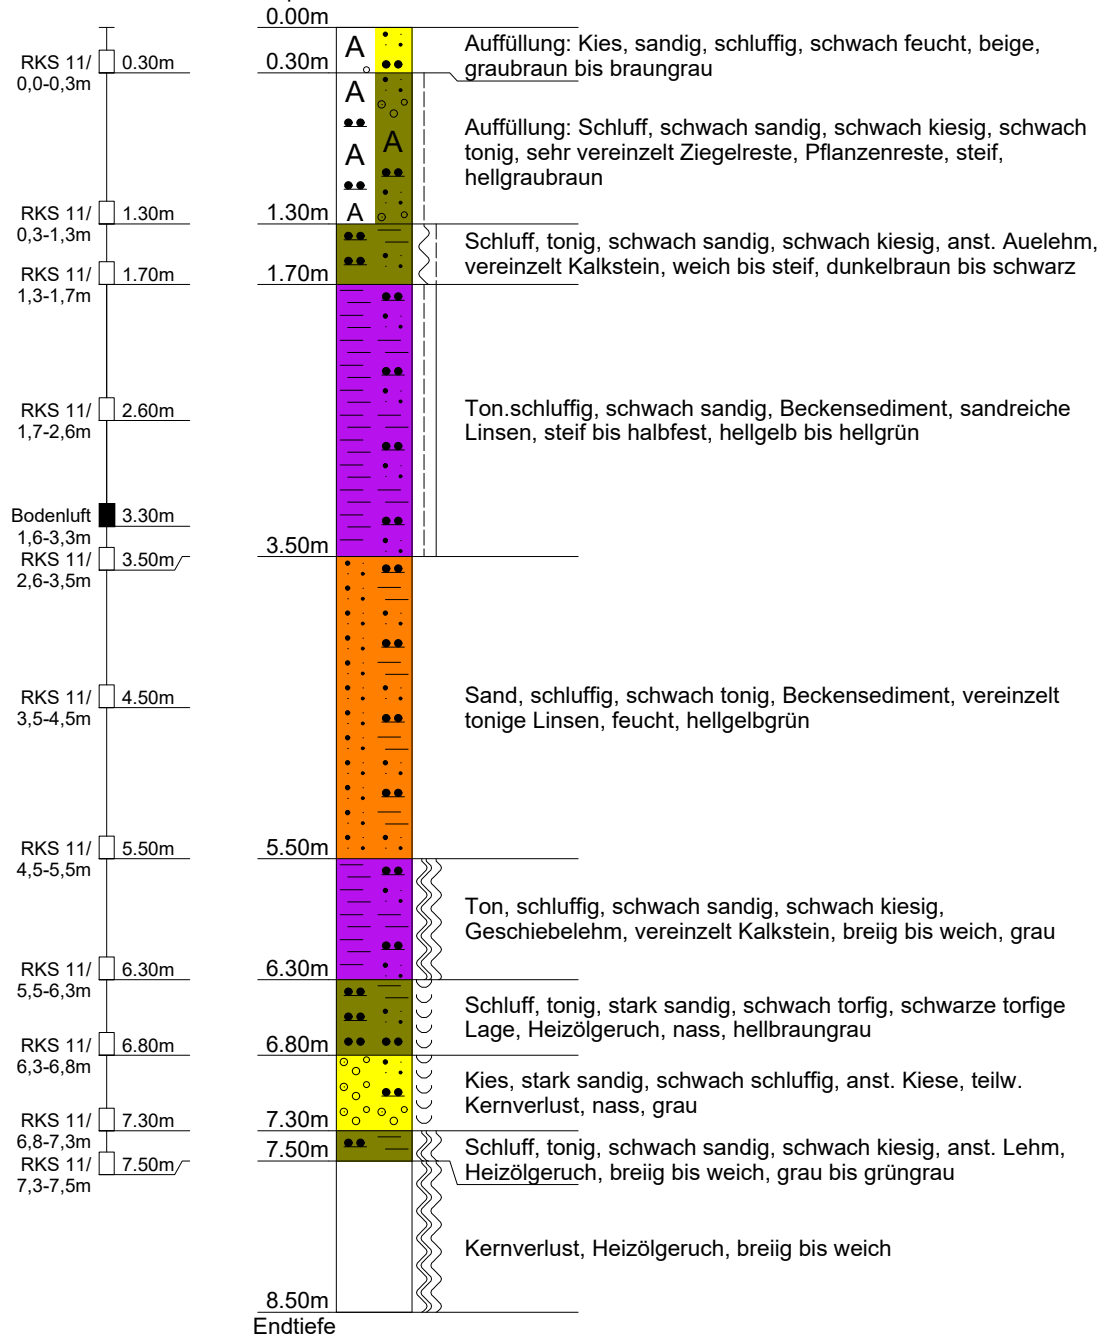 0.00m
A
Auffüllung: Kies, sandig, schluffig, schwach feucht, beige,
graubraun bis braungrau
RKS 11/ 0.30m
0,0-0,3m
0.30m
A
A
A
A
Auffüllung: Schluff, schwach sandig, schwach kiesig, schwach
tonig, sehr vereinzelt Ziegelreste, Pflanzenreste, steif,
hellgraubraun
RKS 11/ 1.30m
0,3-1,3m
1.30m
Schluff, tonig, schwach sandig, schwach kiesig, anst. Auelehm,
vereinzelt Kalkstein, weich bis steif, dunkelbraun bis schwarz
RKS 11/ 1.70m
1,3-1,7m
1.70m
RKS 11/ 2.60m
1,7-2,6m
Ton.schluffig, schwach sandig, Beckensediment, sandreiche
Linsen, steif bis halbfest, hellgelb bis hellgrün
Bodenluft 3.30m
1,6-3,3m
RKS 11/ 3.50m
2,6-3,5m
3.50m
RKS 11/ 4.50m
3,5-4,5m
Sand, schluffig, schwach tonig, Beckensediment, vereinzelt
tonige Linsen, feucht, hellgelbgrün
RKS 11/ 5.50m
4,5-5,5m
5.50m
Ton, schluffig, schwach sandig, schwach kiesig,
Geschiebelehm, vereinzelt Kalkstein, breiig bis weich, grau
RKS 11/ 6.30m
5,5-6,3m
6.30m
Schluff, tonig, stark sandig, schwach torfig, schwarze torfige
Lage, Heizölgeruch, nass, hellbraungrau
RKS 11/ 6.80m
6,3-6,8m
6.80m
Kies, stark sandig, schwach schluffig, anst. Kiese, teilw.
Kernverlust, nass, grau
RKS 11/ 7.30m
6,8-7,3m
7.30m
Schluff, tonig, schwach sandig, schwach kiesig, anst. Lehm,
Heizölgeruch, breiig bis weich, grau bis grüngrau
RKS 11/ 7.50m
7,3-7,5m
7.50m
Kernverlust, Heizölgeruch, breiig bis weich
8.50m
Endtiefe